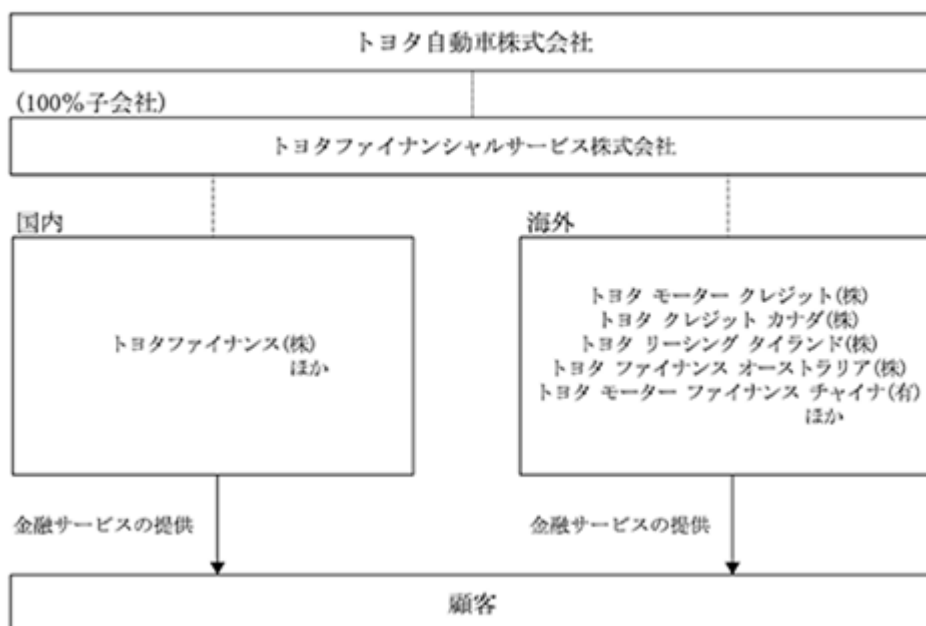 トヨタ自動車株式会社
(100%子会社)
トヨタファイナンシャルサービス株式会社
国内
海外
トヨタファイナンス(株)
ほか
トヨタ モーター クレジット(株)
トヨタ クレジット カナダ(株)
トヨタ リーシング タイランド(株)
トヨタ ファイナンス オーストラリア(株)
トヨタ モーター ファイナンス チャイナ(有)
ほか
金融サービスの提供
金融サービスの提供
顧客